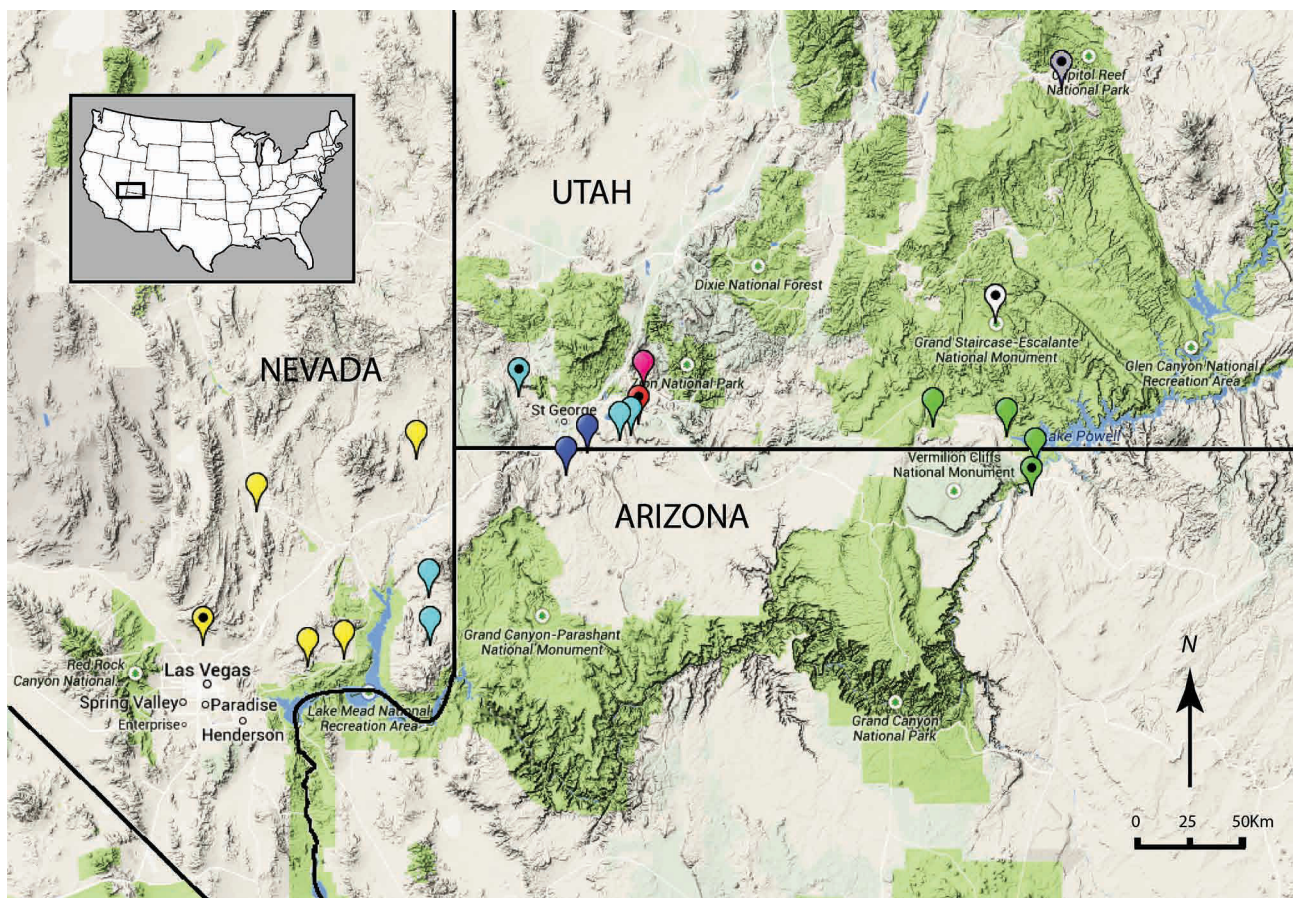 Capitol Reef
National Park
UTAH
Dixie National Forest
Grand Staircase-Escalante
National Monument
Glen Canyon National
Recreation Area
NEVADA
Zion National Park
St George
Lake Powell
Vermilion Cliffs
National Monument
ARIZONA
Grand Canyon-Parashant
National Monument
Red Rock
Canyon National...
Las Vegas
Spring Valley
Paradise
Enterprise
Henderson
Lake Mead National
Recreation Area
Grand Canyon
National Park
N
0 25 50Km